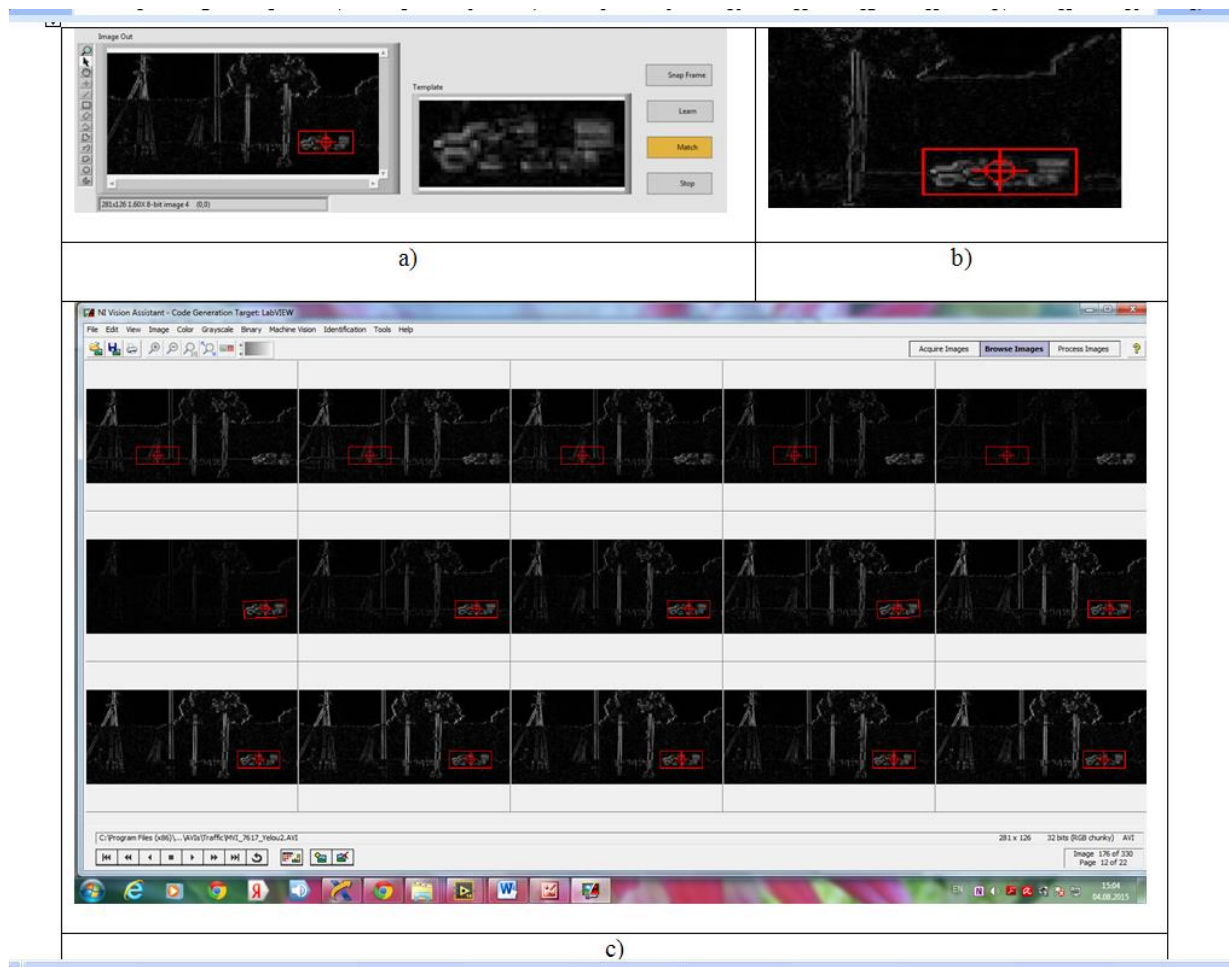 Image Out
Template
Snap Frame
Learn
Match
Stop
281x126 1.60X 8-bit image 4 (0,0)
a)
b)
NI Vision Assistant - Code Generation Target: LabVIEW
File Edit View Image Color Grayscale Binary Machine Vision Identification Tools Help
Acquire Images Browse Images Process Images
C:\Program Files (x86)\...\AVIs\Traffic\MVI_7617_Yelou2.AVI
281 x 126 32 bits (RGB chunky) AVI
Image 176 of 330
Page 12 of 22
EN
15:04
04.08.2015
c)